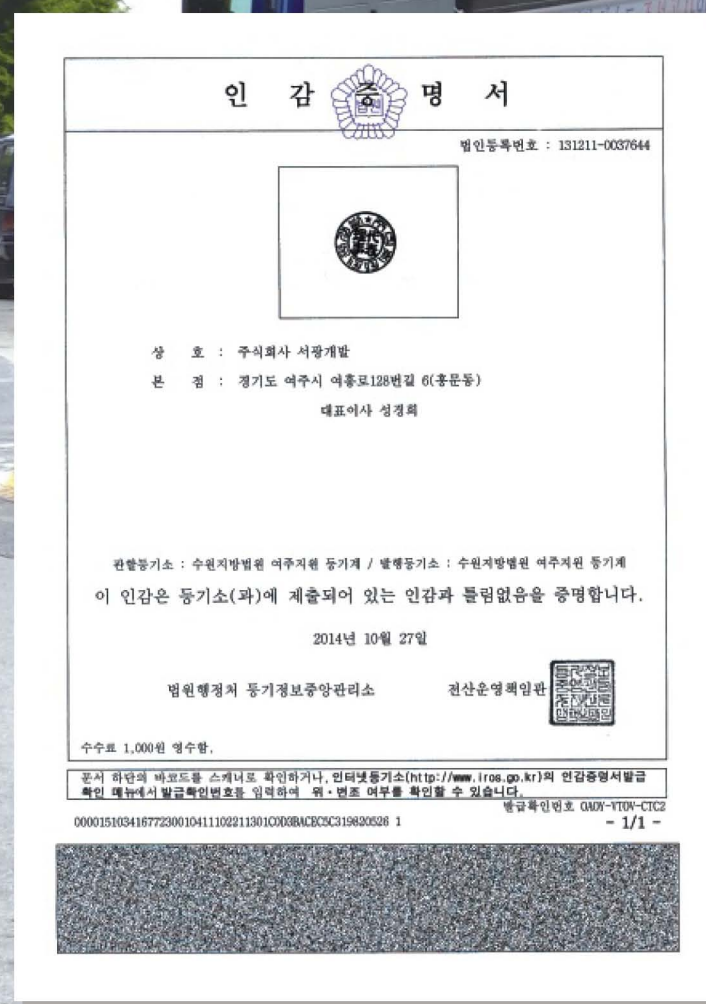 인 감 증 명 서
법인등록번호 : 131211-0037644
상 호 : 주식회사 서광개발
본 점 : 경기도 여주시 여흥로128번길 6(홍문동)
대표이사 성경희
관할등기소 : 수원지방법원 여주지원 등기계 / 발행등기소 : 수원지방법원 여주지원 등기계
이 인감은 등기소(과)에 제출되어 있는 인감과 틀림없음을 증명합니다.
2014년 10월 27일
법원행정처 등기정보중앙관리소 전산운영책임관
수수료 1,000원 영수함.
문서 하단의 바코드를 스캐너로 확인하거나, 인터넷등기소(http://www.iros.go.kr)의 인감증명서발급
확인 메뉴에서 발급확인번호를 입력하여 위·변조 여부를 확인할 수 있습니다.
발급확인번호 OAOY-VTOV-CTC2
- 1/1 -